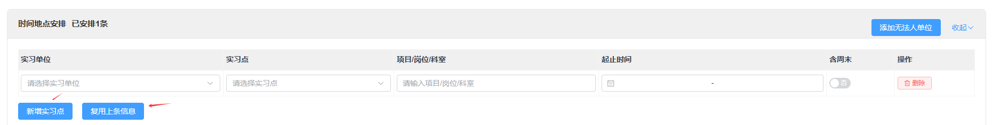 时间地点安排 已安排1条
添加无法人单位 收起
实习单位 实习点 项目/岗位/科室 起止时间 含周末 操作
请选择实习单位 请选择实习点 请输入项目/岗位/科室 - 否 删除
新增实习点 复用上条信息